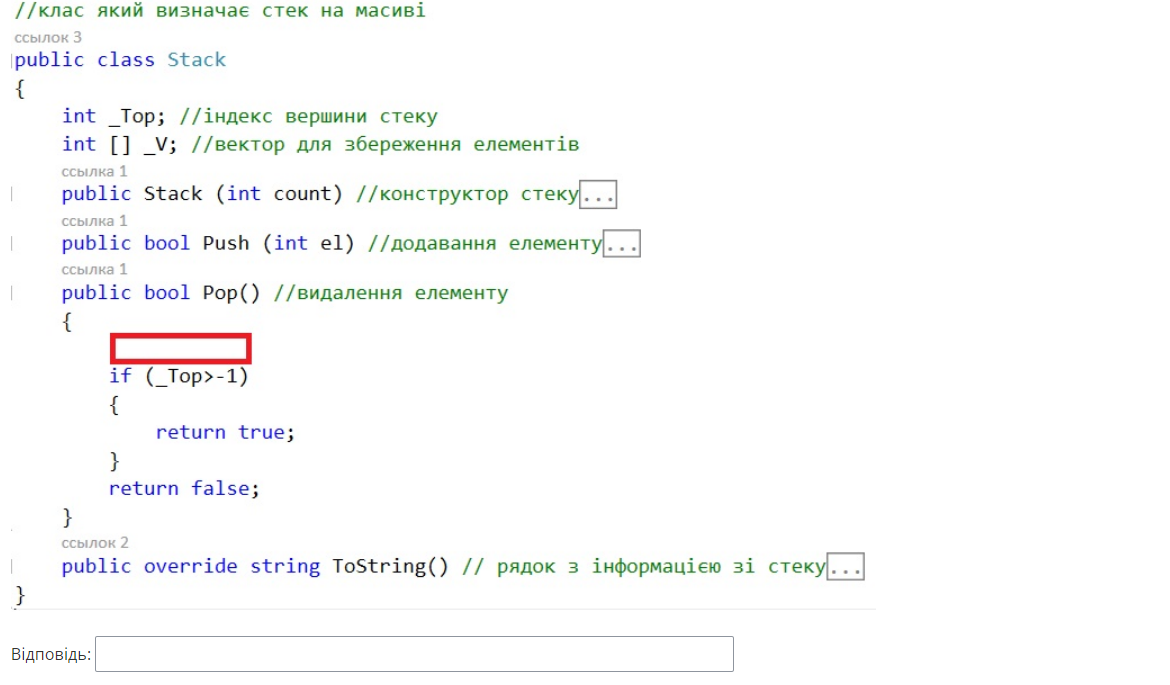 //клас який визначає стек на масиві
ссылок 3
public class Stack
{
int _Top; //індекс вершини стеку
int [] _V; //вектор для збереження елементів
ссылка 1
public Stack (int count) //конструктор стеку...
ссылка 1
public bool Push (int el) //додавання елементу...
ссылка 1
public bool Pop() //видалення елементу
{
if (_Top>-1)
{
return true;
}
return false;
}
ссылок 2
public override string ToString() // рядок з інформацією зі стеку...
}
Відповідь: